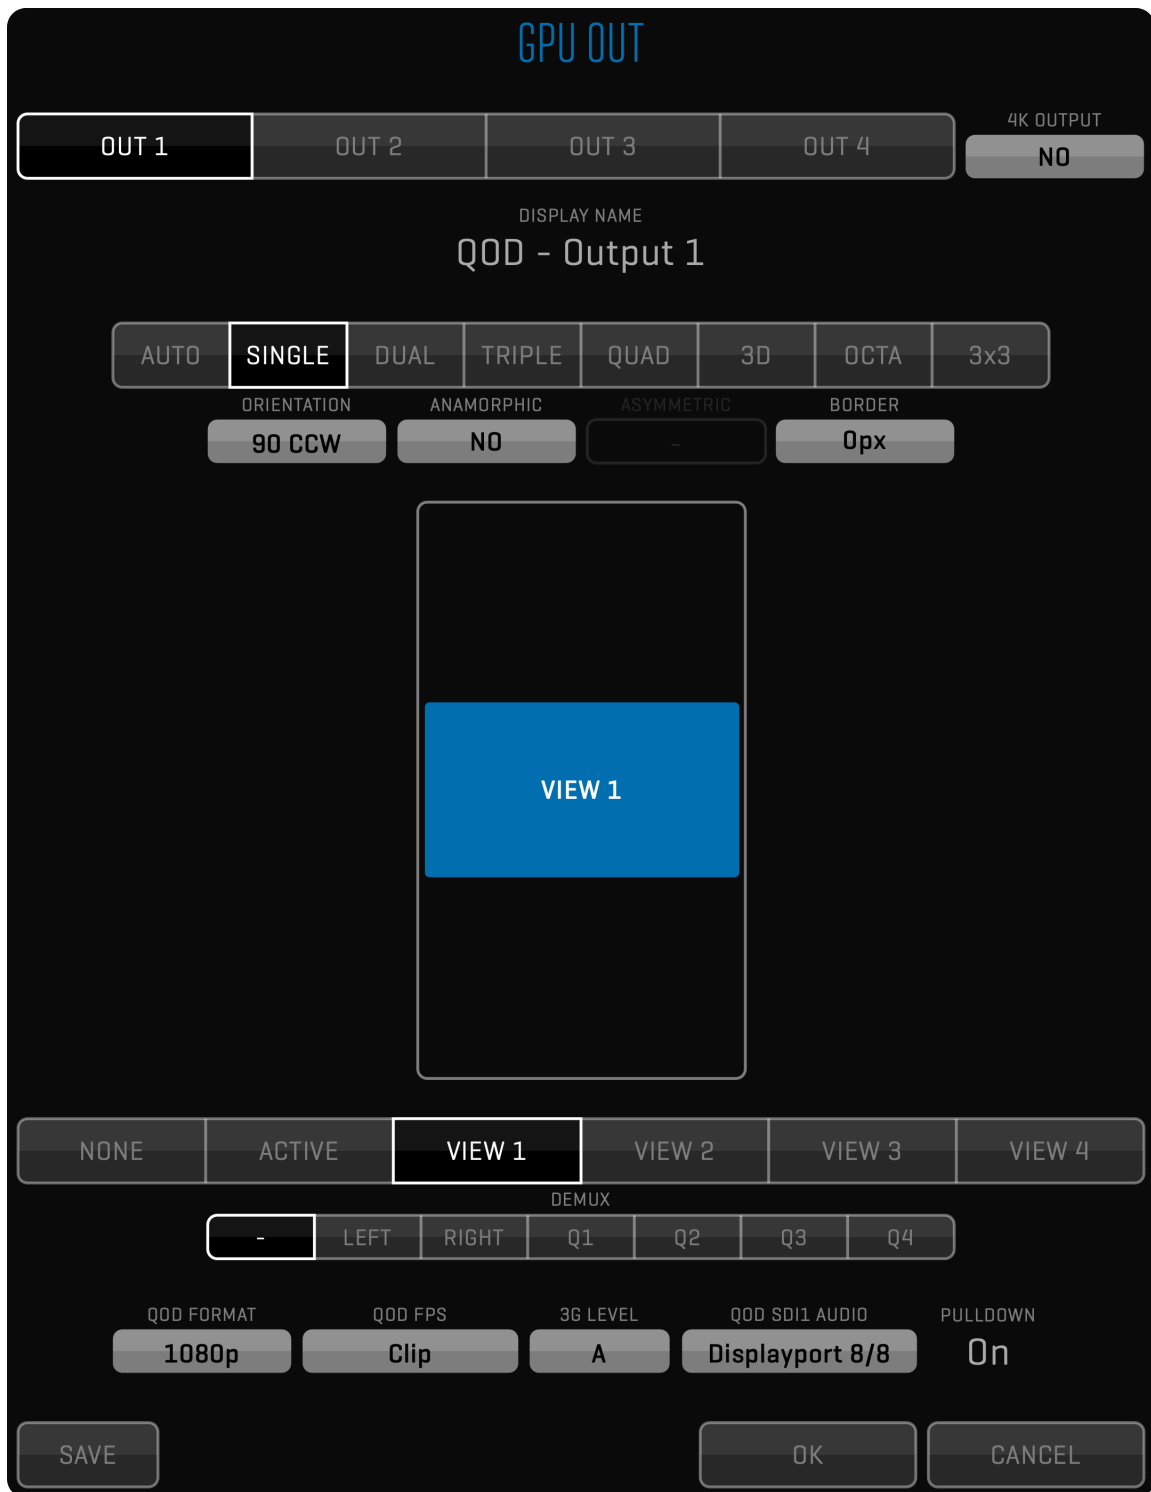 GPU OUT
OUT 1 OUT 2 OUT 3 OUT 4
4K OUTPUT
NO
DISPLAY NAME
QOD - Output 1
AUTO SINGLE DUAL TRIPLE QUAD 3D OCTA 3x3
ORIENTATION ANAMORPHIC ASYMMETRIC BORDER
90 CCW NO - 0px
VIEW 1
NONE ACTIVE VIEW 1 VIEW 2 VIEW 3 VIEW 4
DEMUX
- LEFT RIGHT Q1 Q2 Q3 Q4
QOD FORMAT QOD FPS 3G LEVEL QOD SDI1 AUDIO PULLDOWN
1080p Clip A Displayport 8/8 On
SAVE OK CANCEL